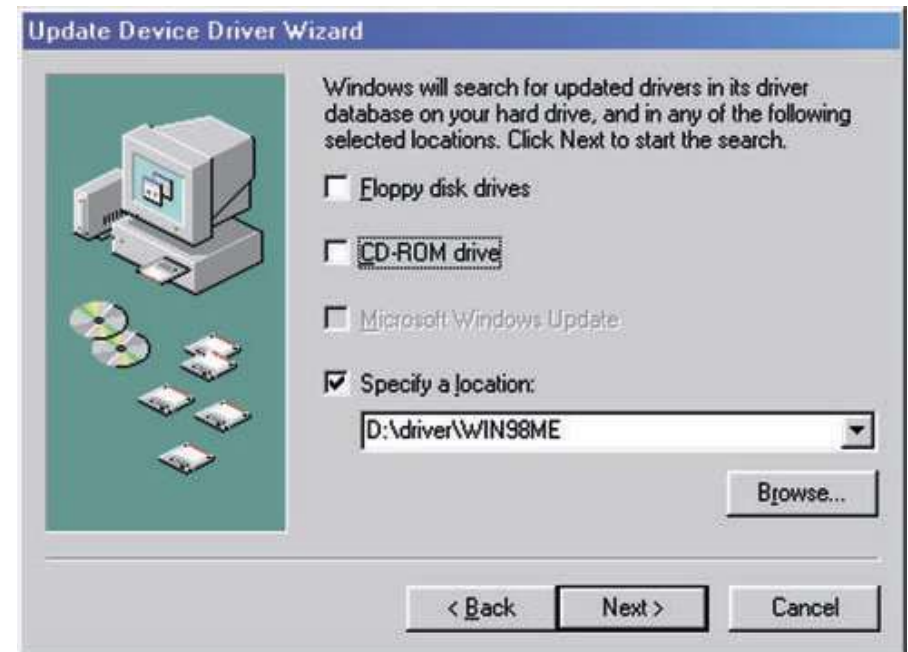 Update Device Driver Wizard
Windows will search for updated drivers in its driver
database on your hard drive, and in any of the following
selected locations. Click Next to start the search.
Floppy disk drives
CD-ROM drive
Microsoft Windows Update
Specify a location:
D:\driver\WIN98ME
Browse...
< Back
Next >
Cancel